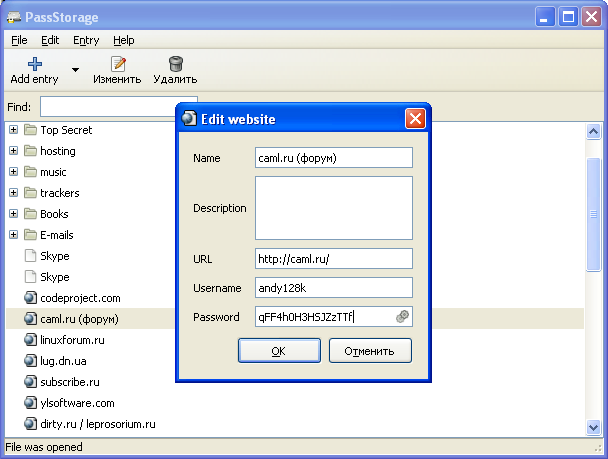 PassStorage
File Edit Entry Help
Add entry Изменить Удалить
Find:
Top Secret
hosting
music
trackers
Books
E-mails
Skype
Skype
codeproject.com
caml.ru (форум)
linuxforum.ru
lug.dn.ua
subscribe.ru
ylsoftware.com
dirty.ru / leprosorium.ru
File was opened
Edit website
Name caml.ru (форум)
Description
URL http://caml.ru/
Username andy128k
Password qFF4h0H3HSJZzTTf
OK Отменить